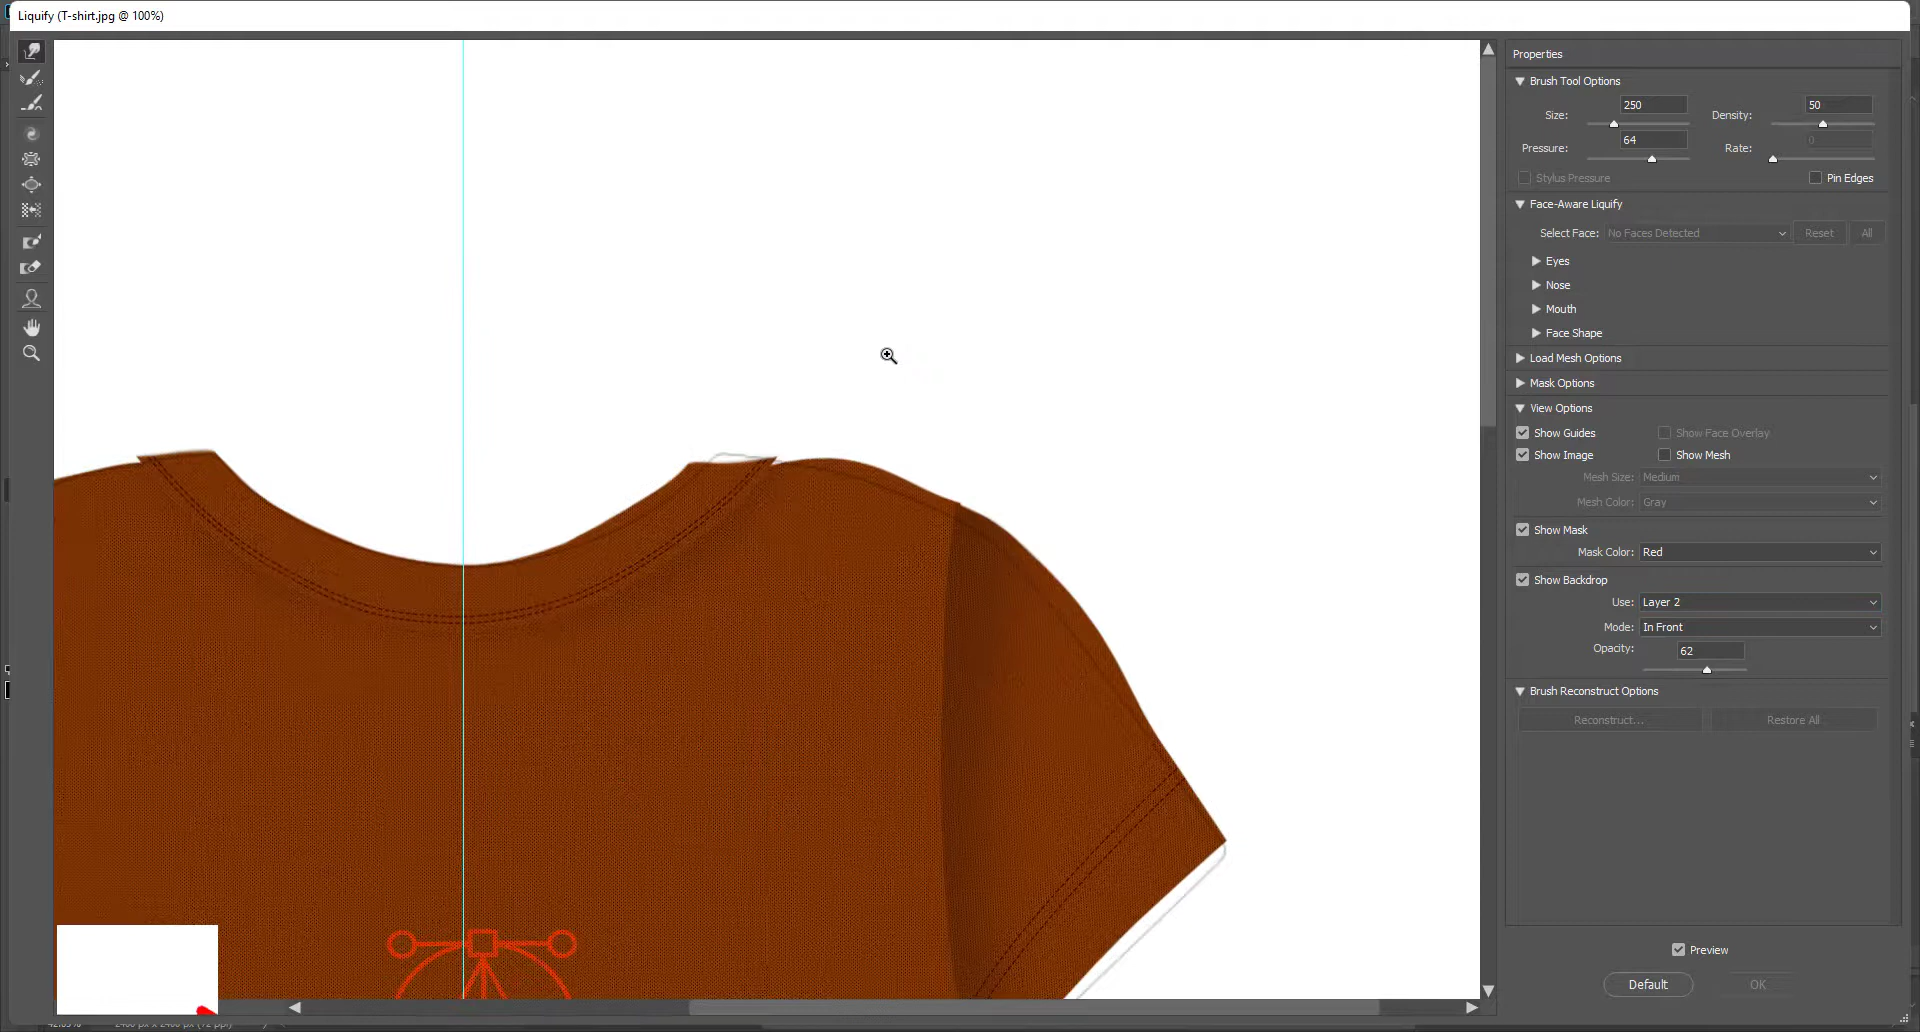 Liquify (T-shirt.jpg @ 100%)
Properties
Brush Tool Options
Size: 250 Density: 50
Pressure: 64 Rate: 0
Stylus Pressure Pin Edges
Face-Aware Liquify
Select Face: No Faces Detected Reset All
Eyes
Nose
Mouth
Face Shape
Load Mesh Options
Mask Options
View Options
Show Guides Show Face Overlay
Show Image Show Mesh
Mesh Size: Medium
Mesh Color: Gray
Show Mask
Mask Color: Red
Show Backdrop
Use: Layer 2
Mode: In Front
Opacity: 62
Brush Reconstruct Options
Reconstruct... Restore All
Preview
Default OK